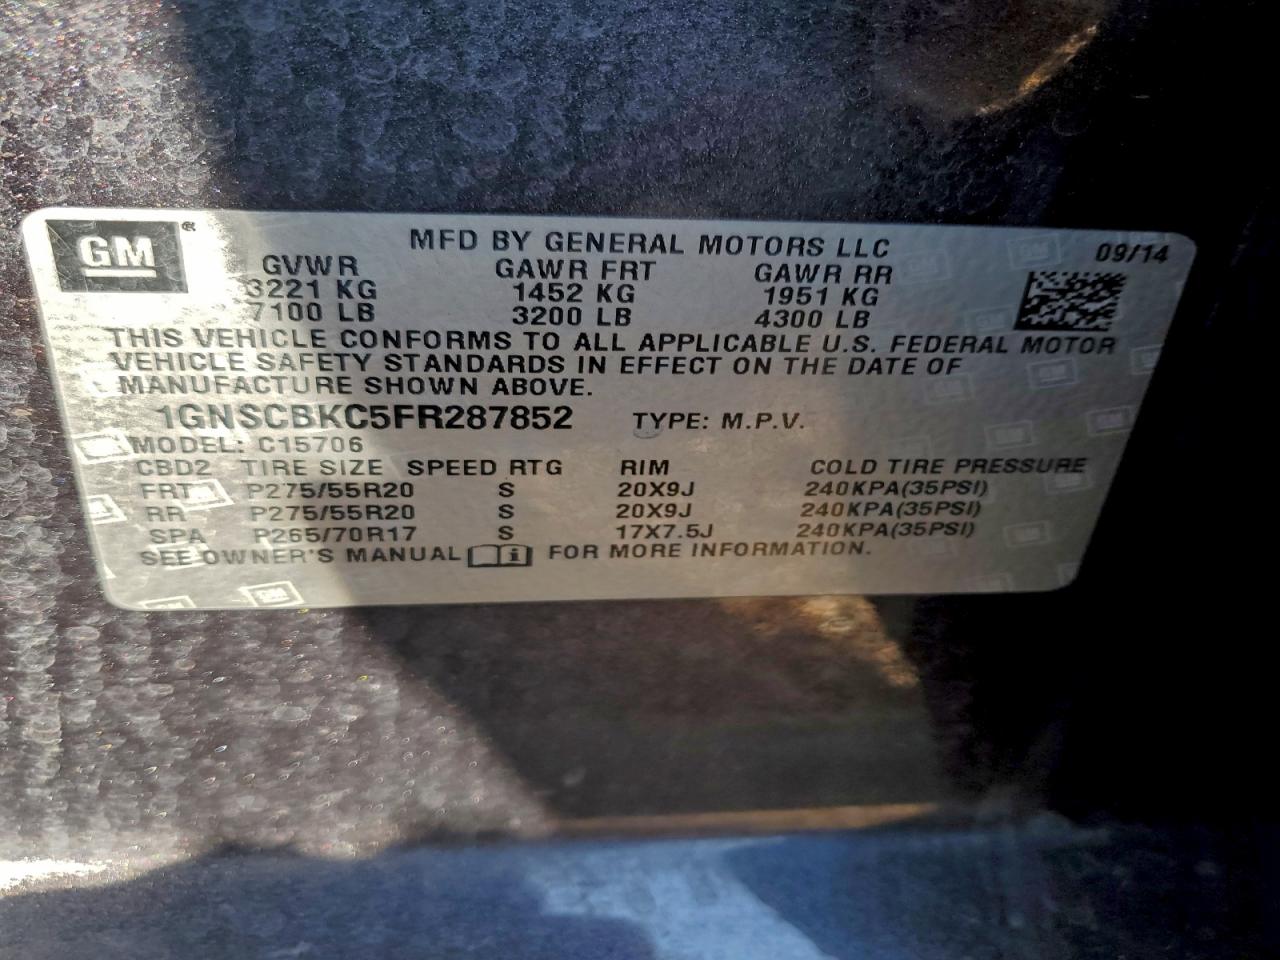 GM
MFD BY GENERAL MOTORS LLC 09/14
GVWR GAWR FRT GAWR RR
3221 KG 1452 KG 1951 KG
7100 LB 3200 LB 4300 LB
THIS VEHICLE CONFORMS TO ALL APPLICABLE U.S. FEDERAL MOTOR
VEHICLE SAFETY STANDARDS IN EFFECT ON THE DATE OF
MANUFACTURE SHOWN ABOVE.
1GNSCBKC5FR287852 TYPE: M.P.V.
MODEL: C15706
CBD2 TIRE SIZE SPEED RTG RIM COLD TIRE PRESSURE
FRT P275/55R20 S 20X9J 240KPA(35PSI)
RR P275/55R20 S 20X9J 240KPA(35PSI)
SPA P265/70R17 S 17X7.5J 240KPA(35PSI)
SEE OWNER'S MANUAL i FOR MORE INFORMATION.